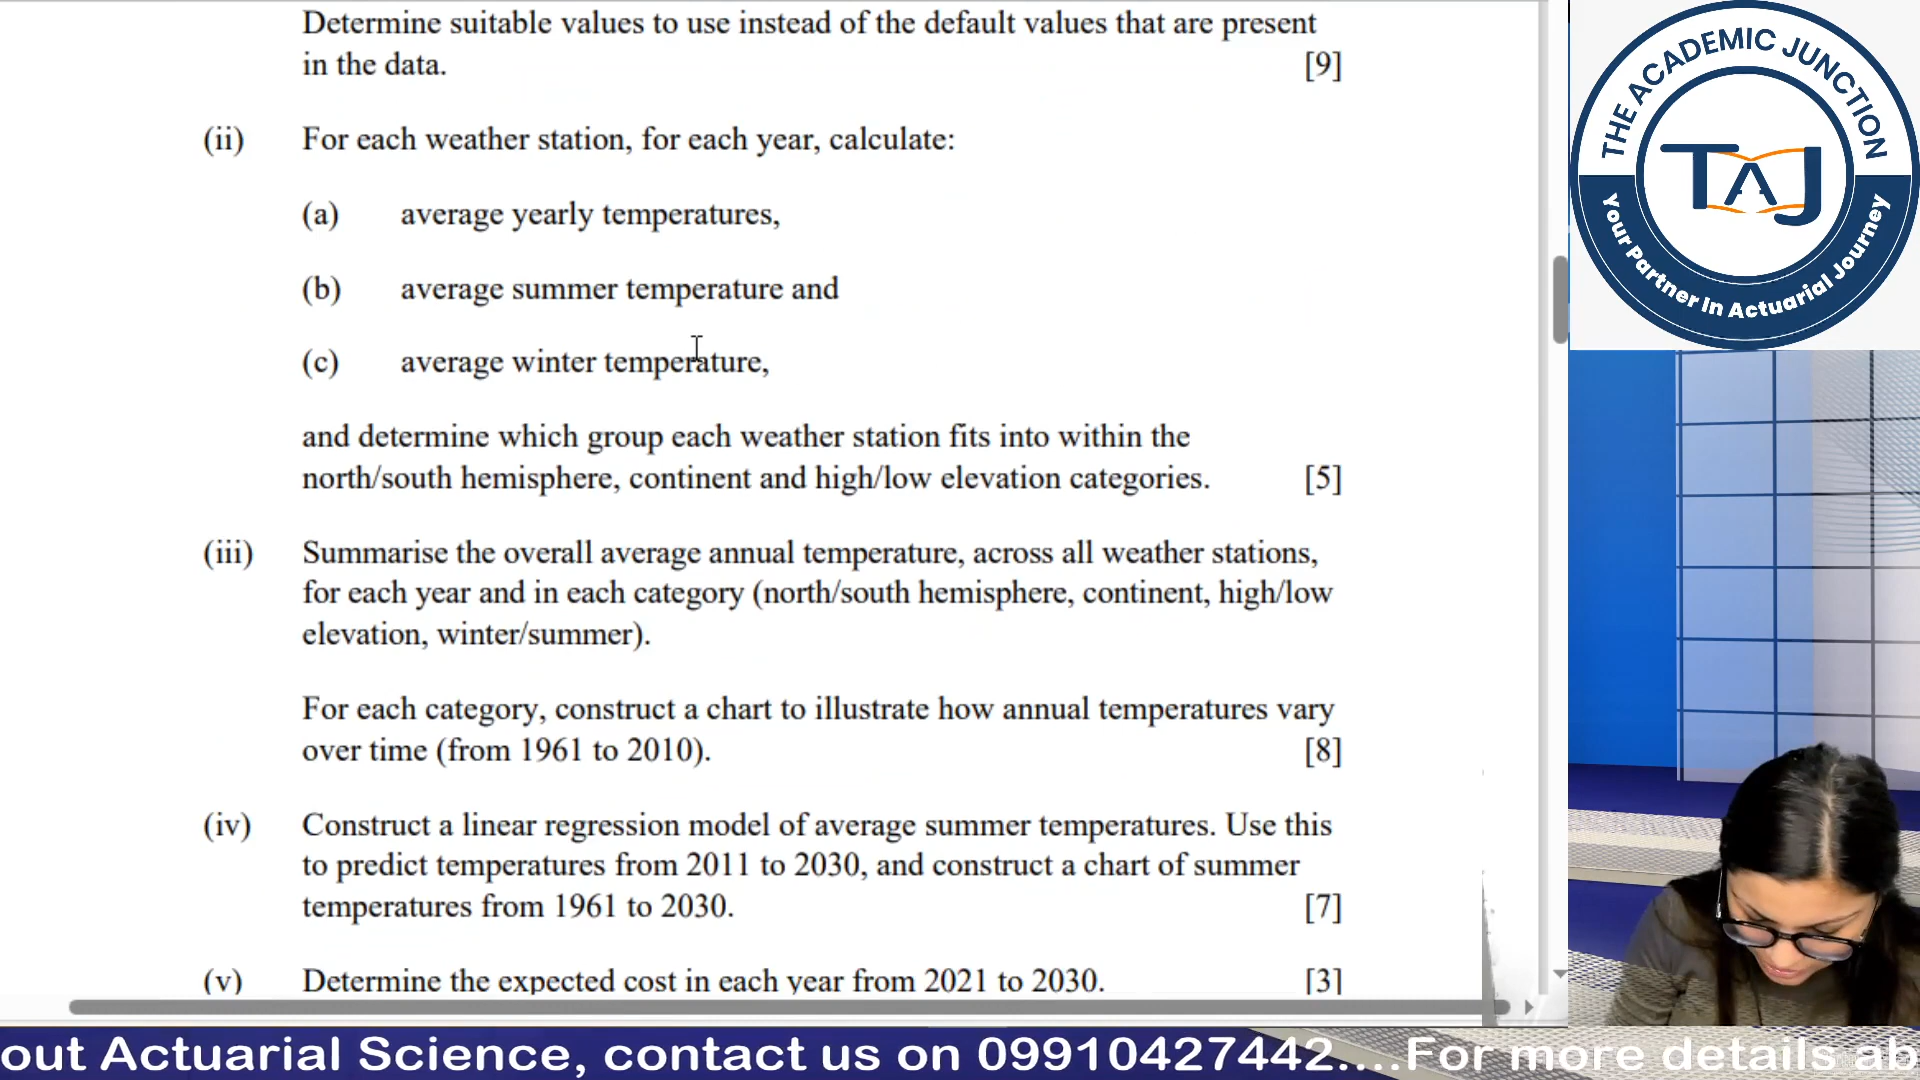 Determine suitable values to use instead of the default values that are present
in the data. [9]
(ii) For each weather station, for each year, calculate:
(a) average yearly temperatures,
(b) average summer temperature and
(c) average winter temperature,
and determine which group each weather station fits into within the
north/south hemisphere, continent and high/low elevation categories. [5]
(iii) Summarise the overall average annual temperature, across all weather stations,
for each year and in each category (north/south hemisphere, continent, high/low
elevation, winter/summer).
For each category, construct a chart to illustrate how annual temperatures vary
over time (from 1961 to 2010). [8]
(iv) Construct a linear regression model of average summer temperatures. Use this
to predict temperatures from 2011 to 2030, and construct a chart of summer
temperatures from 1961 to 2030. [7]
(v) Determine the expected cost in each year from 2021 to 2030. [3]
THE ACADEMIC JUNCTION
TAJ
Your Partner In Actuarial Journey
out Actuarial Science, contact us on 09910427442....For more details ab